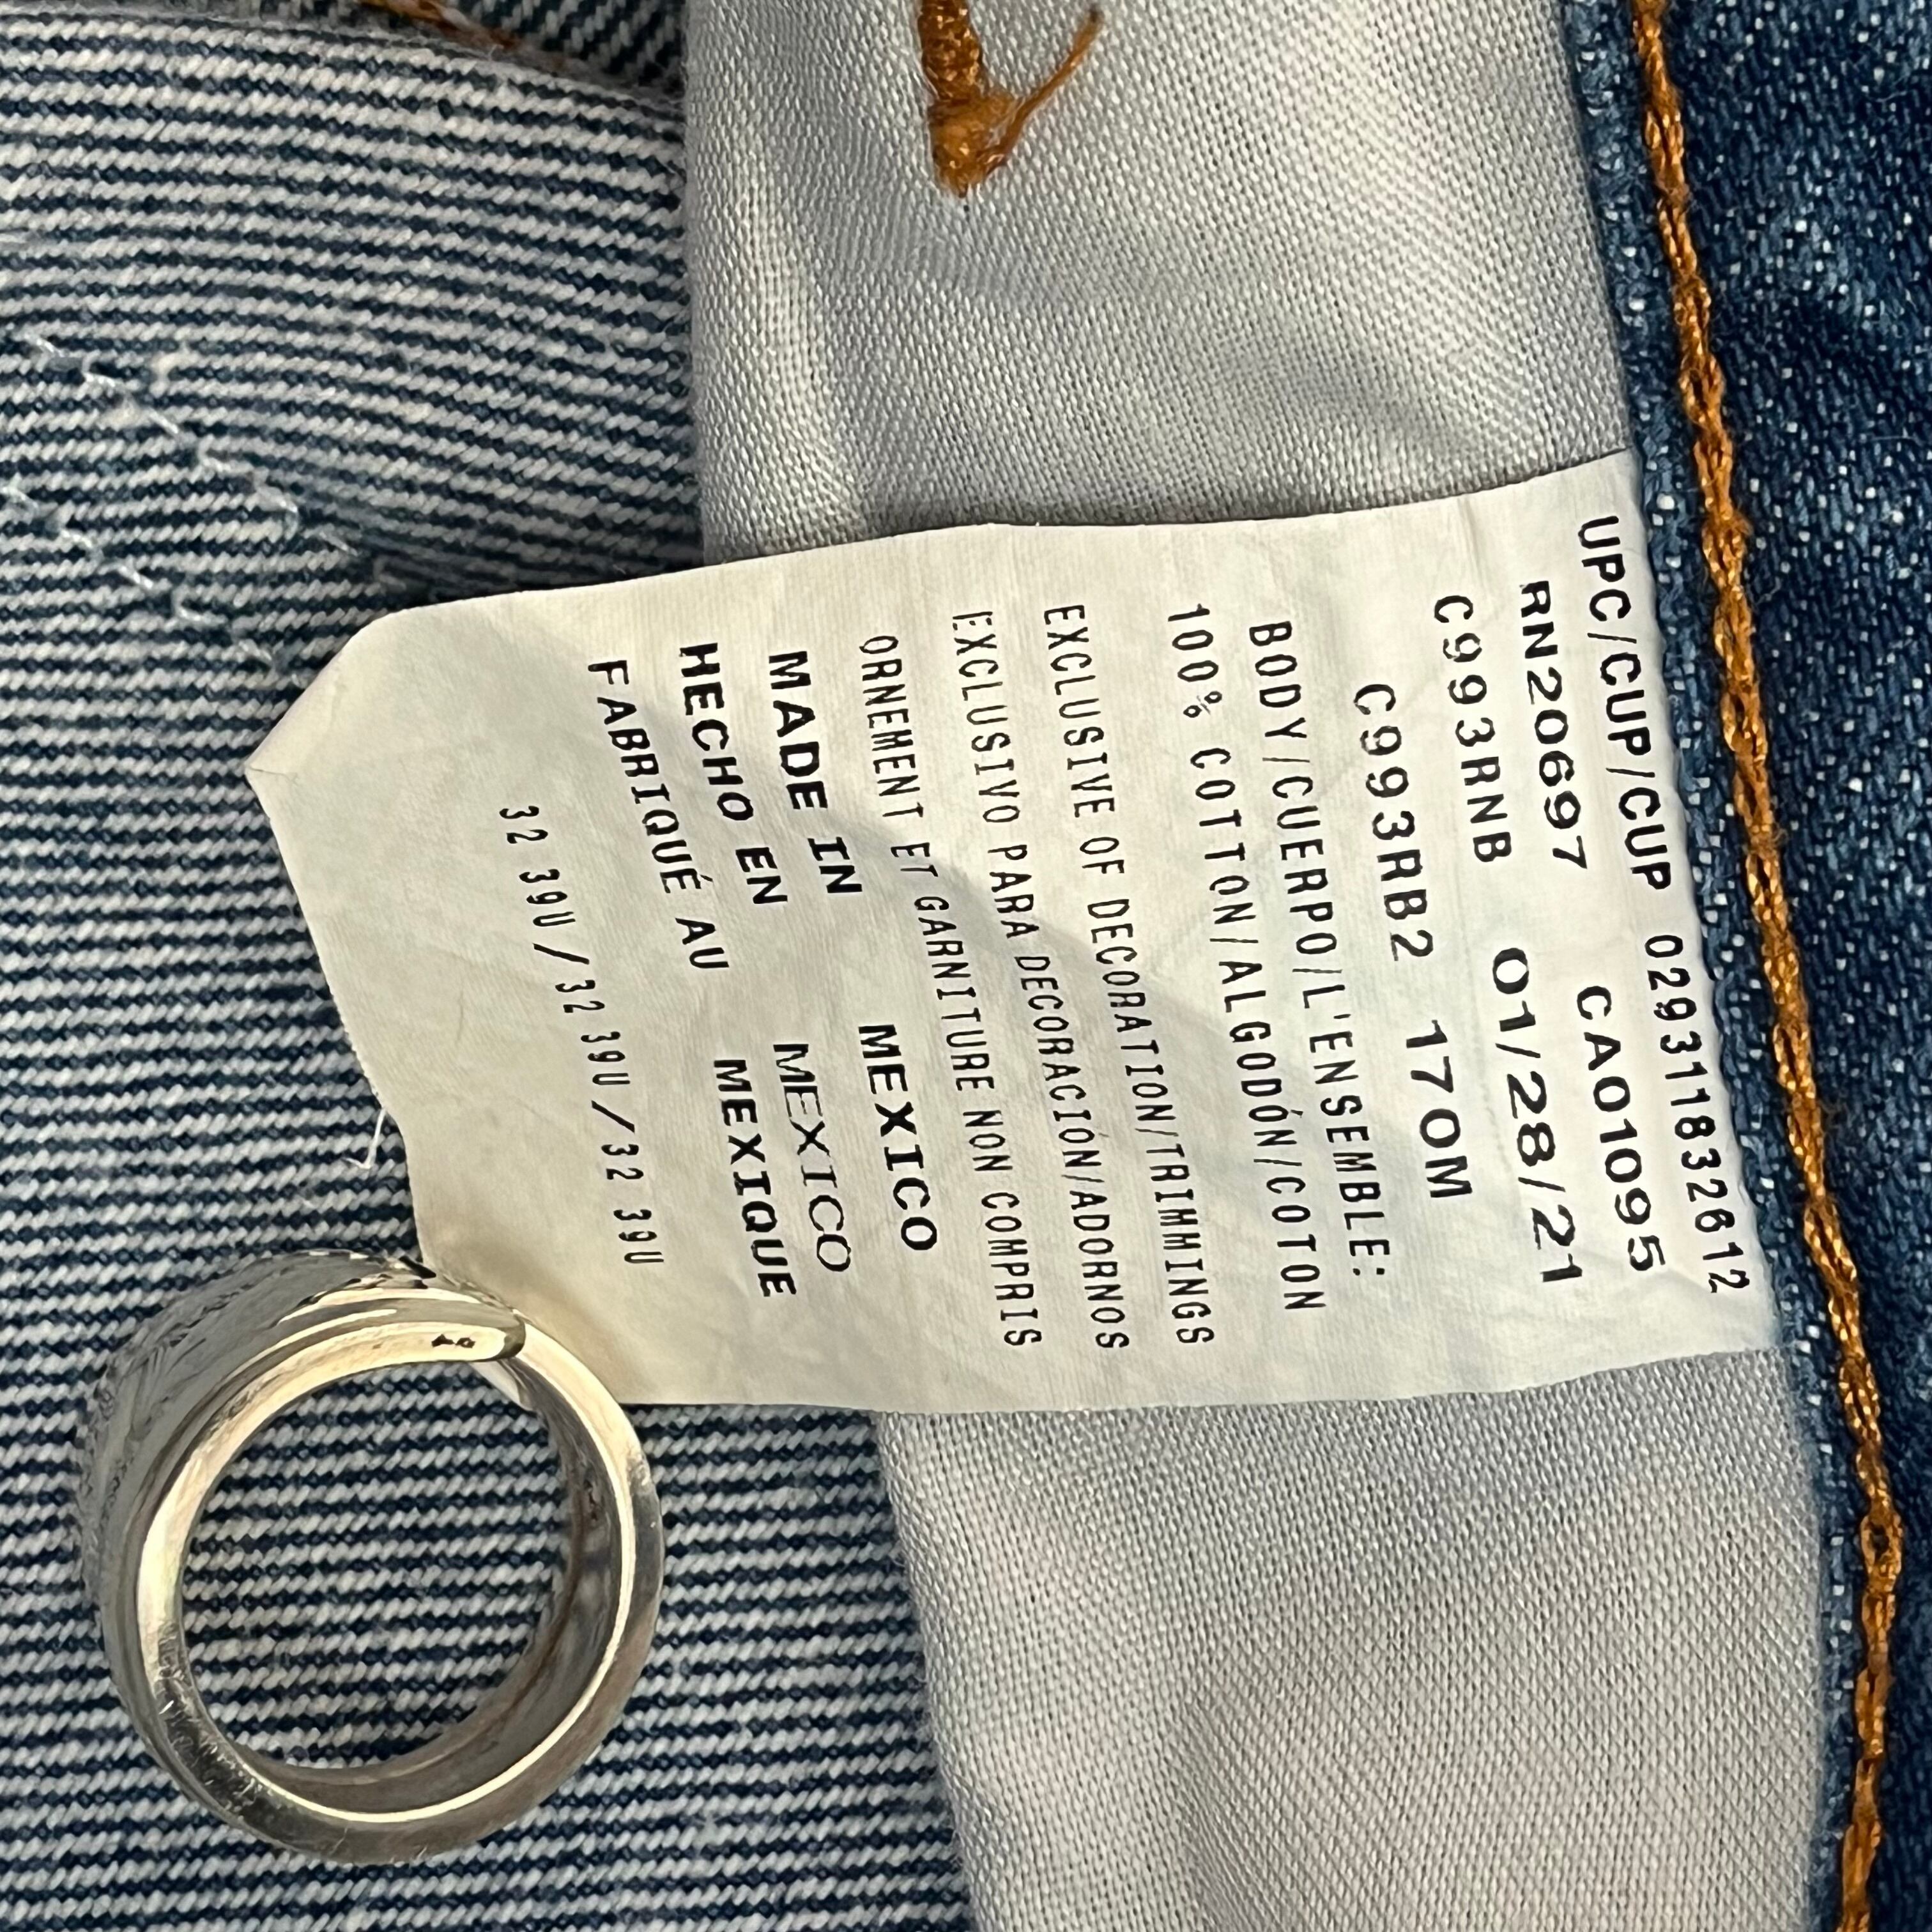 UPC/CUP/CUP 029311832612
RN20697 CA01095
C993RNB 01/28/21
C993RB2 170M
BODY/CUERPO/L'ENSEMBLE:
100% COTTON/ALGODÓN/COTON
EXCLUSIVE OF DECORATION/TRIMMINGS
EXCLUSIVO PARA DECORACIÓN/ADORNOS
ORNEMENT ET GARNITURE NON COMPRIS
MADE IN MEXICO
HECHO EN MEXICO
FABRIQUÉ AU MEXIQUE
32 39U/32 39U/32 39U